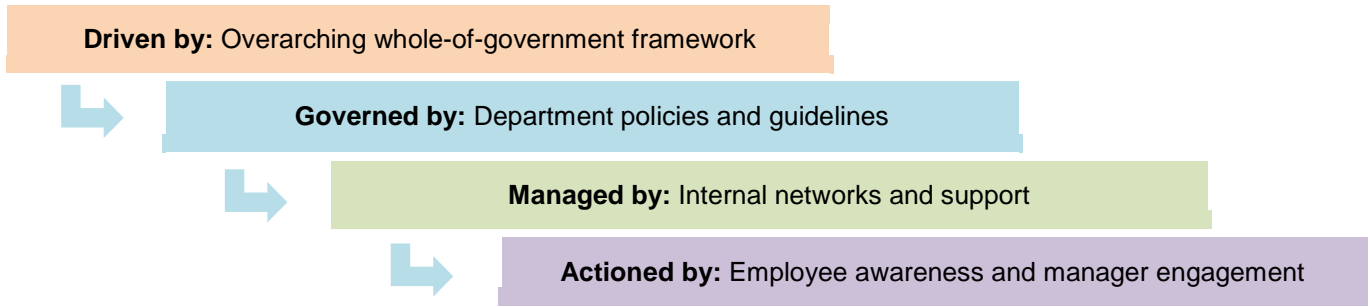 Driven by: Overarching whole-of-government framework
Governed by: Department policies and guidelines
Managed by: Internal networks and support
Actioned by: Employee awareness and manager engagement